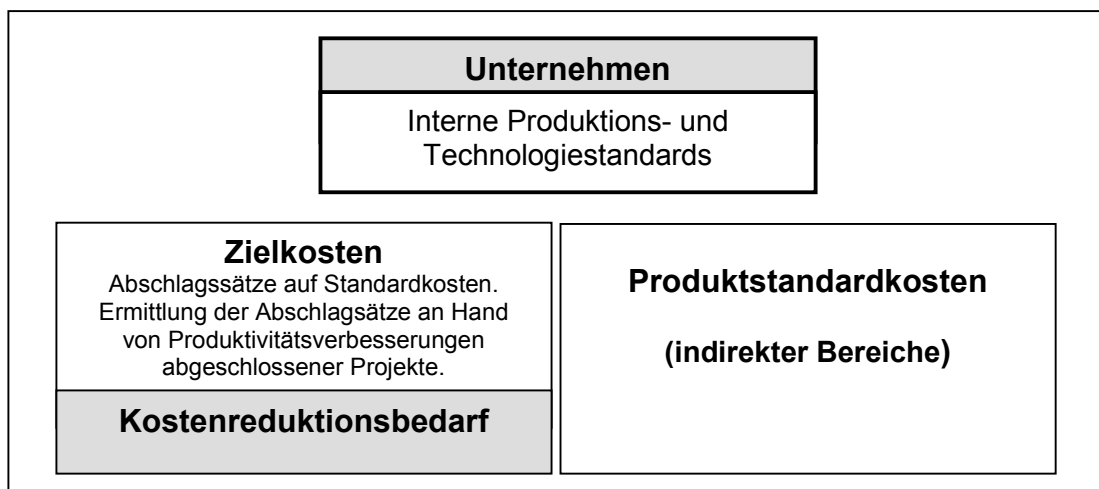 Unternehmen
Interne Produktions- und
Technologiestandards
Zielkosten
Abschlagssätze auf Standardkosten.
Ermittlung der Abschlagsätze an Hand
von Produktivitätsverbesserungen
abgeschlossener Projekte.
Kostenreduktionsbedarf
Produktstandardkosten
(indirekter Bereiche)